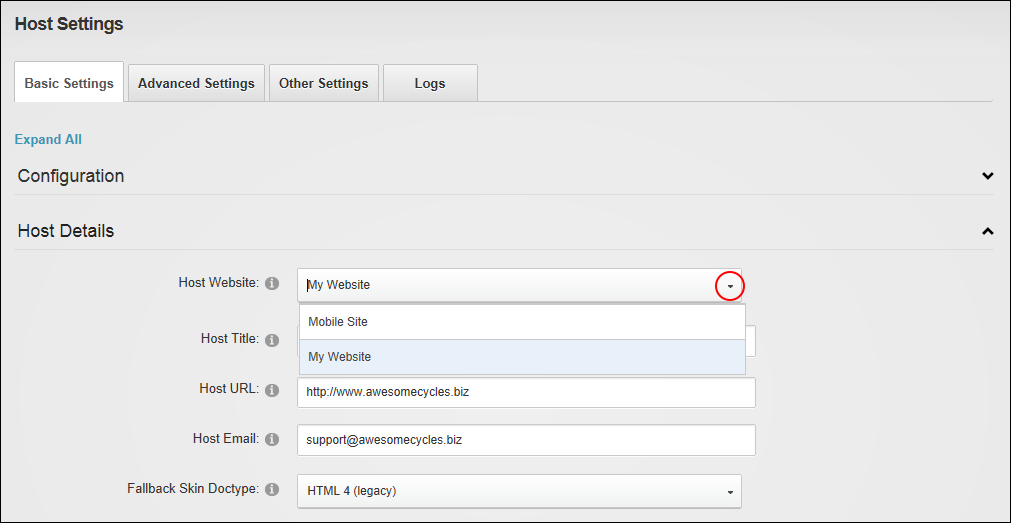 Host Settings
Basic Settings Advanced Settings Other Settings Logs
Expand All
Configuration
Host Details
Host Website: My Website
Mobile Site
Host Title:
My Website
Host URL: http://www.awesomecycles.biz
Host Email: support@awesomecycles.biz
Fallback Skin Doctype: HTML 4 (legacy)